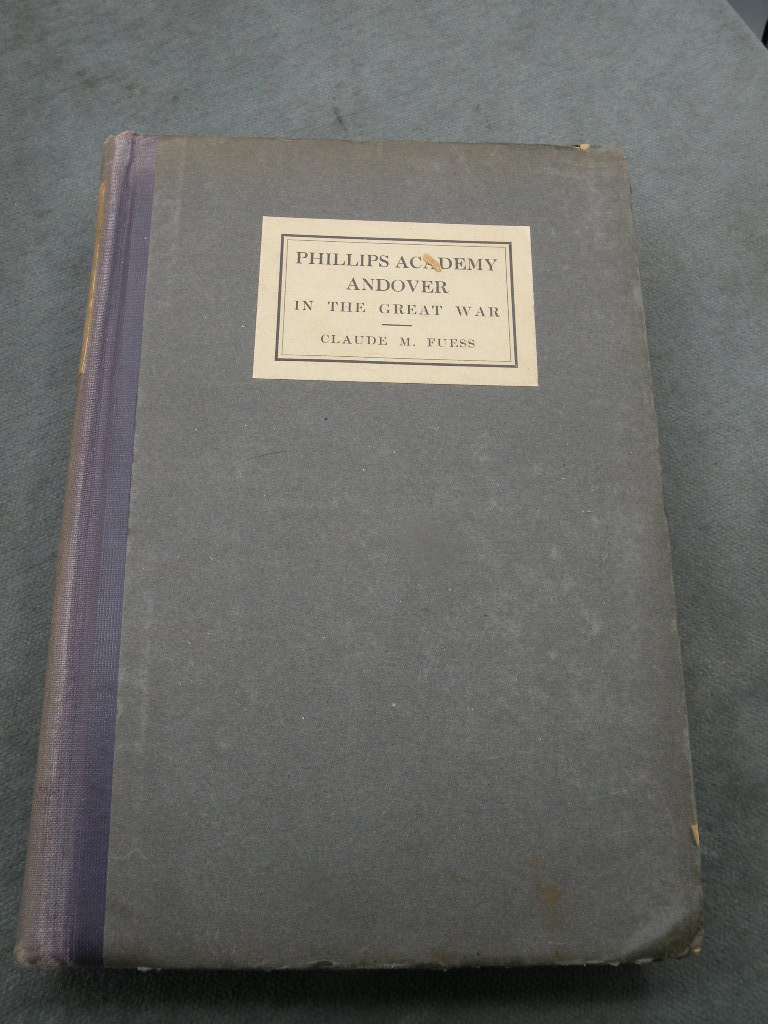 PHILLIPS ACADEMY
ANDOVER
IN THE GREAT WAR
CLAUDE M. FUESS